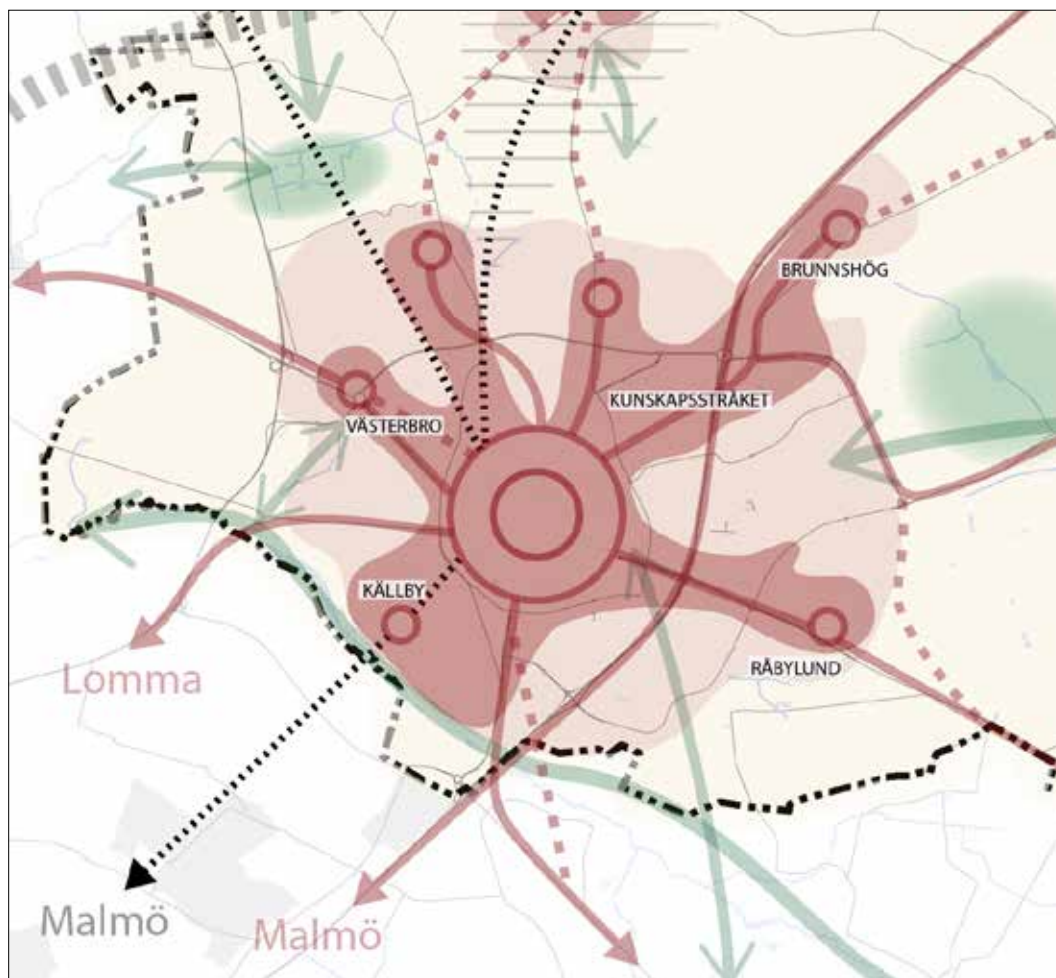 BRUNNSHÖG
KUNSKAPSSTRÅKET
VÄSTERBRO
KÄLLBY
RÅBYLUND
Lomma
Malmö
Malmö